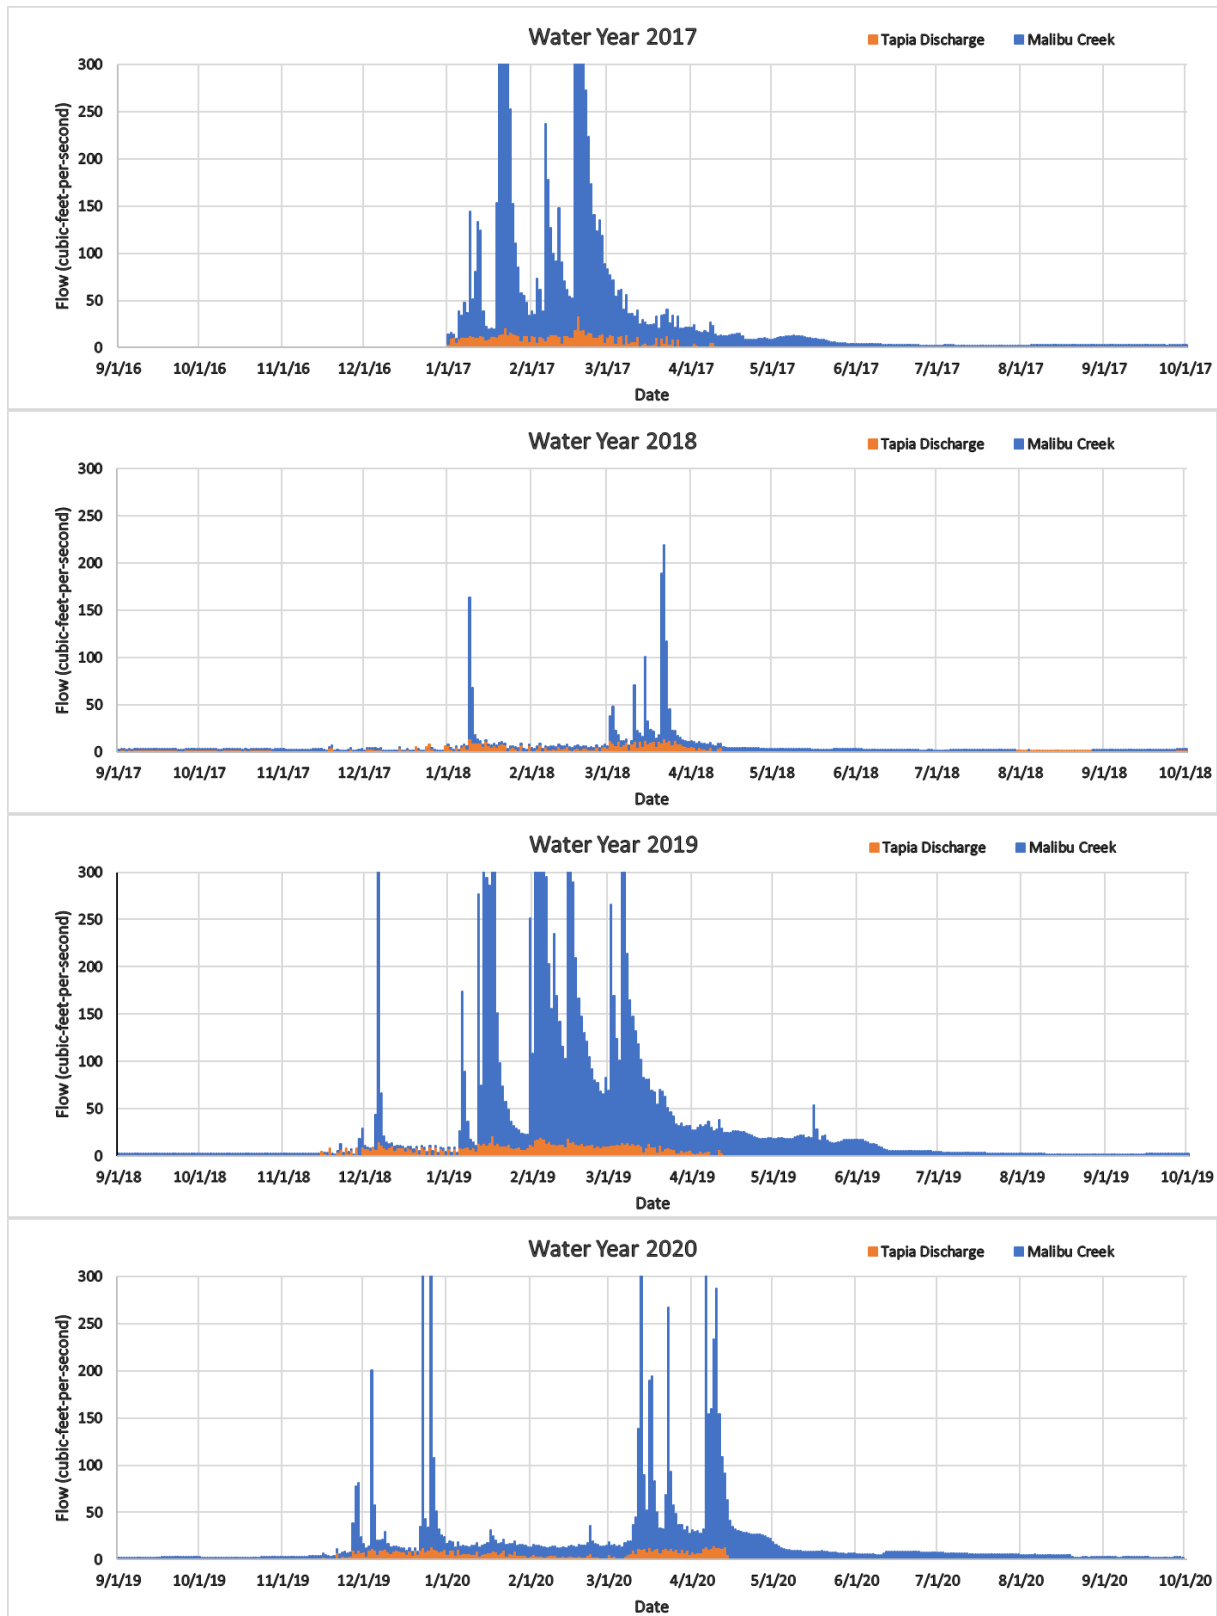 Water Year 2017
Tapia Discharge
Malibu Creek
Flow (cubic-feet-per-second)
300
250
200
150
100
50
0
9/1/16 10/1/16 11/1/16 12/1/16 1/1/17 2/1/17 3/1/17 4/1/17 5/1/17 6/1/17 7/1/17 8/1/17 9/1/17 10/1/17
Date
Water Year 2018
Tapia Discharge
Malibu Creek
Flow (cubic-feet-per-second)
300
250
200
150
100
50
0
9/1/17 10/1/17 11/1/17 12/1/17 1/1/18 2/1/18 3/1/18 4/1/18 5/1/18 6/1/18 7/1/18 8/1/18 9/1/18 10/1/18
Date
Water Year 2019
Tapia Discharge
Malibu Creek
Flow (cubic-feet-per-second)
300
250
200
150
100
50
0
9/1/18 10/1/18 11/1/18 12/1/18 1/1/19 2/1/19 3/1/19 4/1/19 5/1/19 6/1/19 7/1/19 8/1/19 9/1/19 10/1/19
Date
Water Year 2020
Tapia Discharge
Malibu Creek
Flow (cubic-feet-per-second)
300
250
200
150
100
50
0
9/1/19 10/1/19 11/1/19 12/1/19 1/1/20 2/1/20 3/1/20 4/1/20 5/1/20 6/1/20 7/1/20 8/1/20 9/1/20 10/1/20
Date